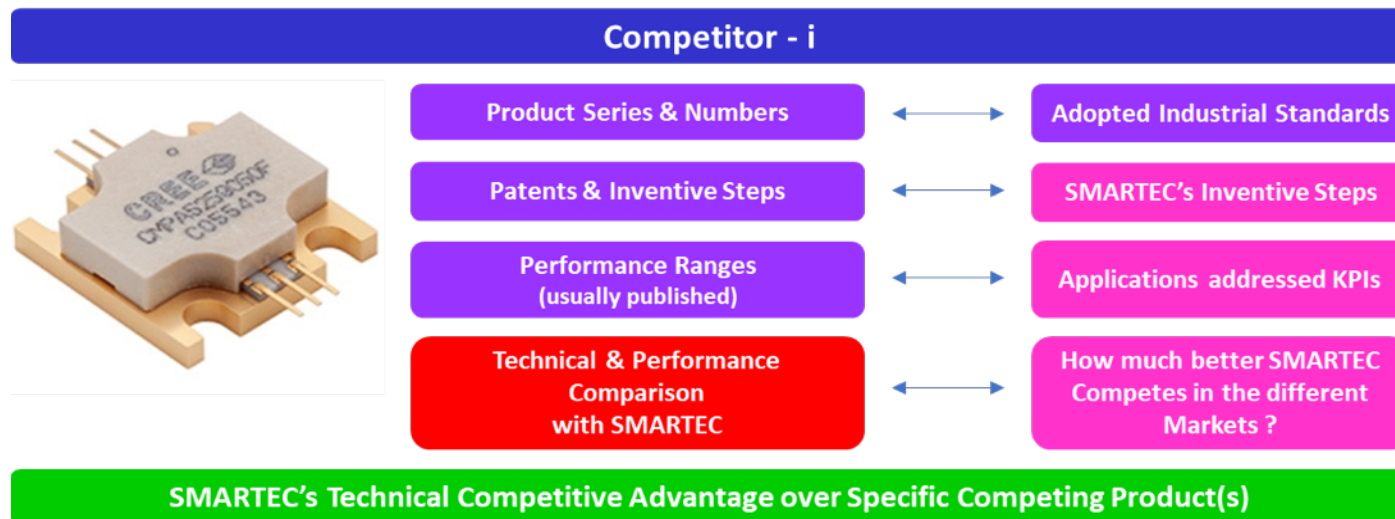 Competitor - i
CREE
CMPA5259050F
C05543
Product Series & Numbers
Adopted Industrial Standards
Patents & Inventive Steps
SMARTEC’s Inventive Steps
Performance Ranges
(usually published)
Applications addressed KPIs
Technical & Performance
Comparison
with SMARTEC
How much better SMARTEC
Competes in the different
Markets ?
SMARTEC’s Technical Competitive Advantage over Specific Competing Product(s)